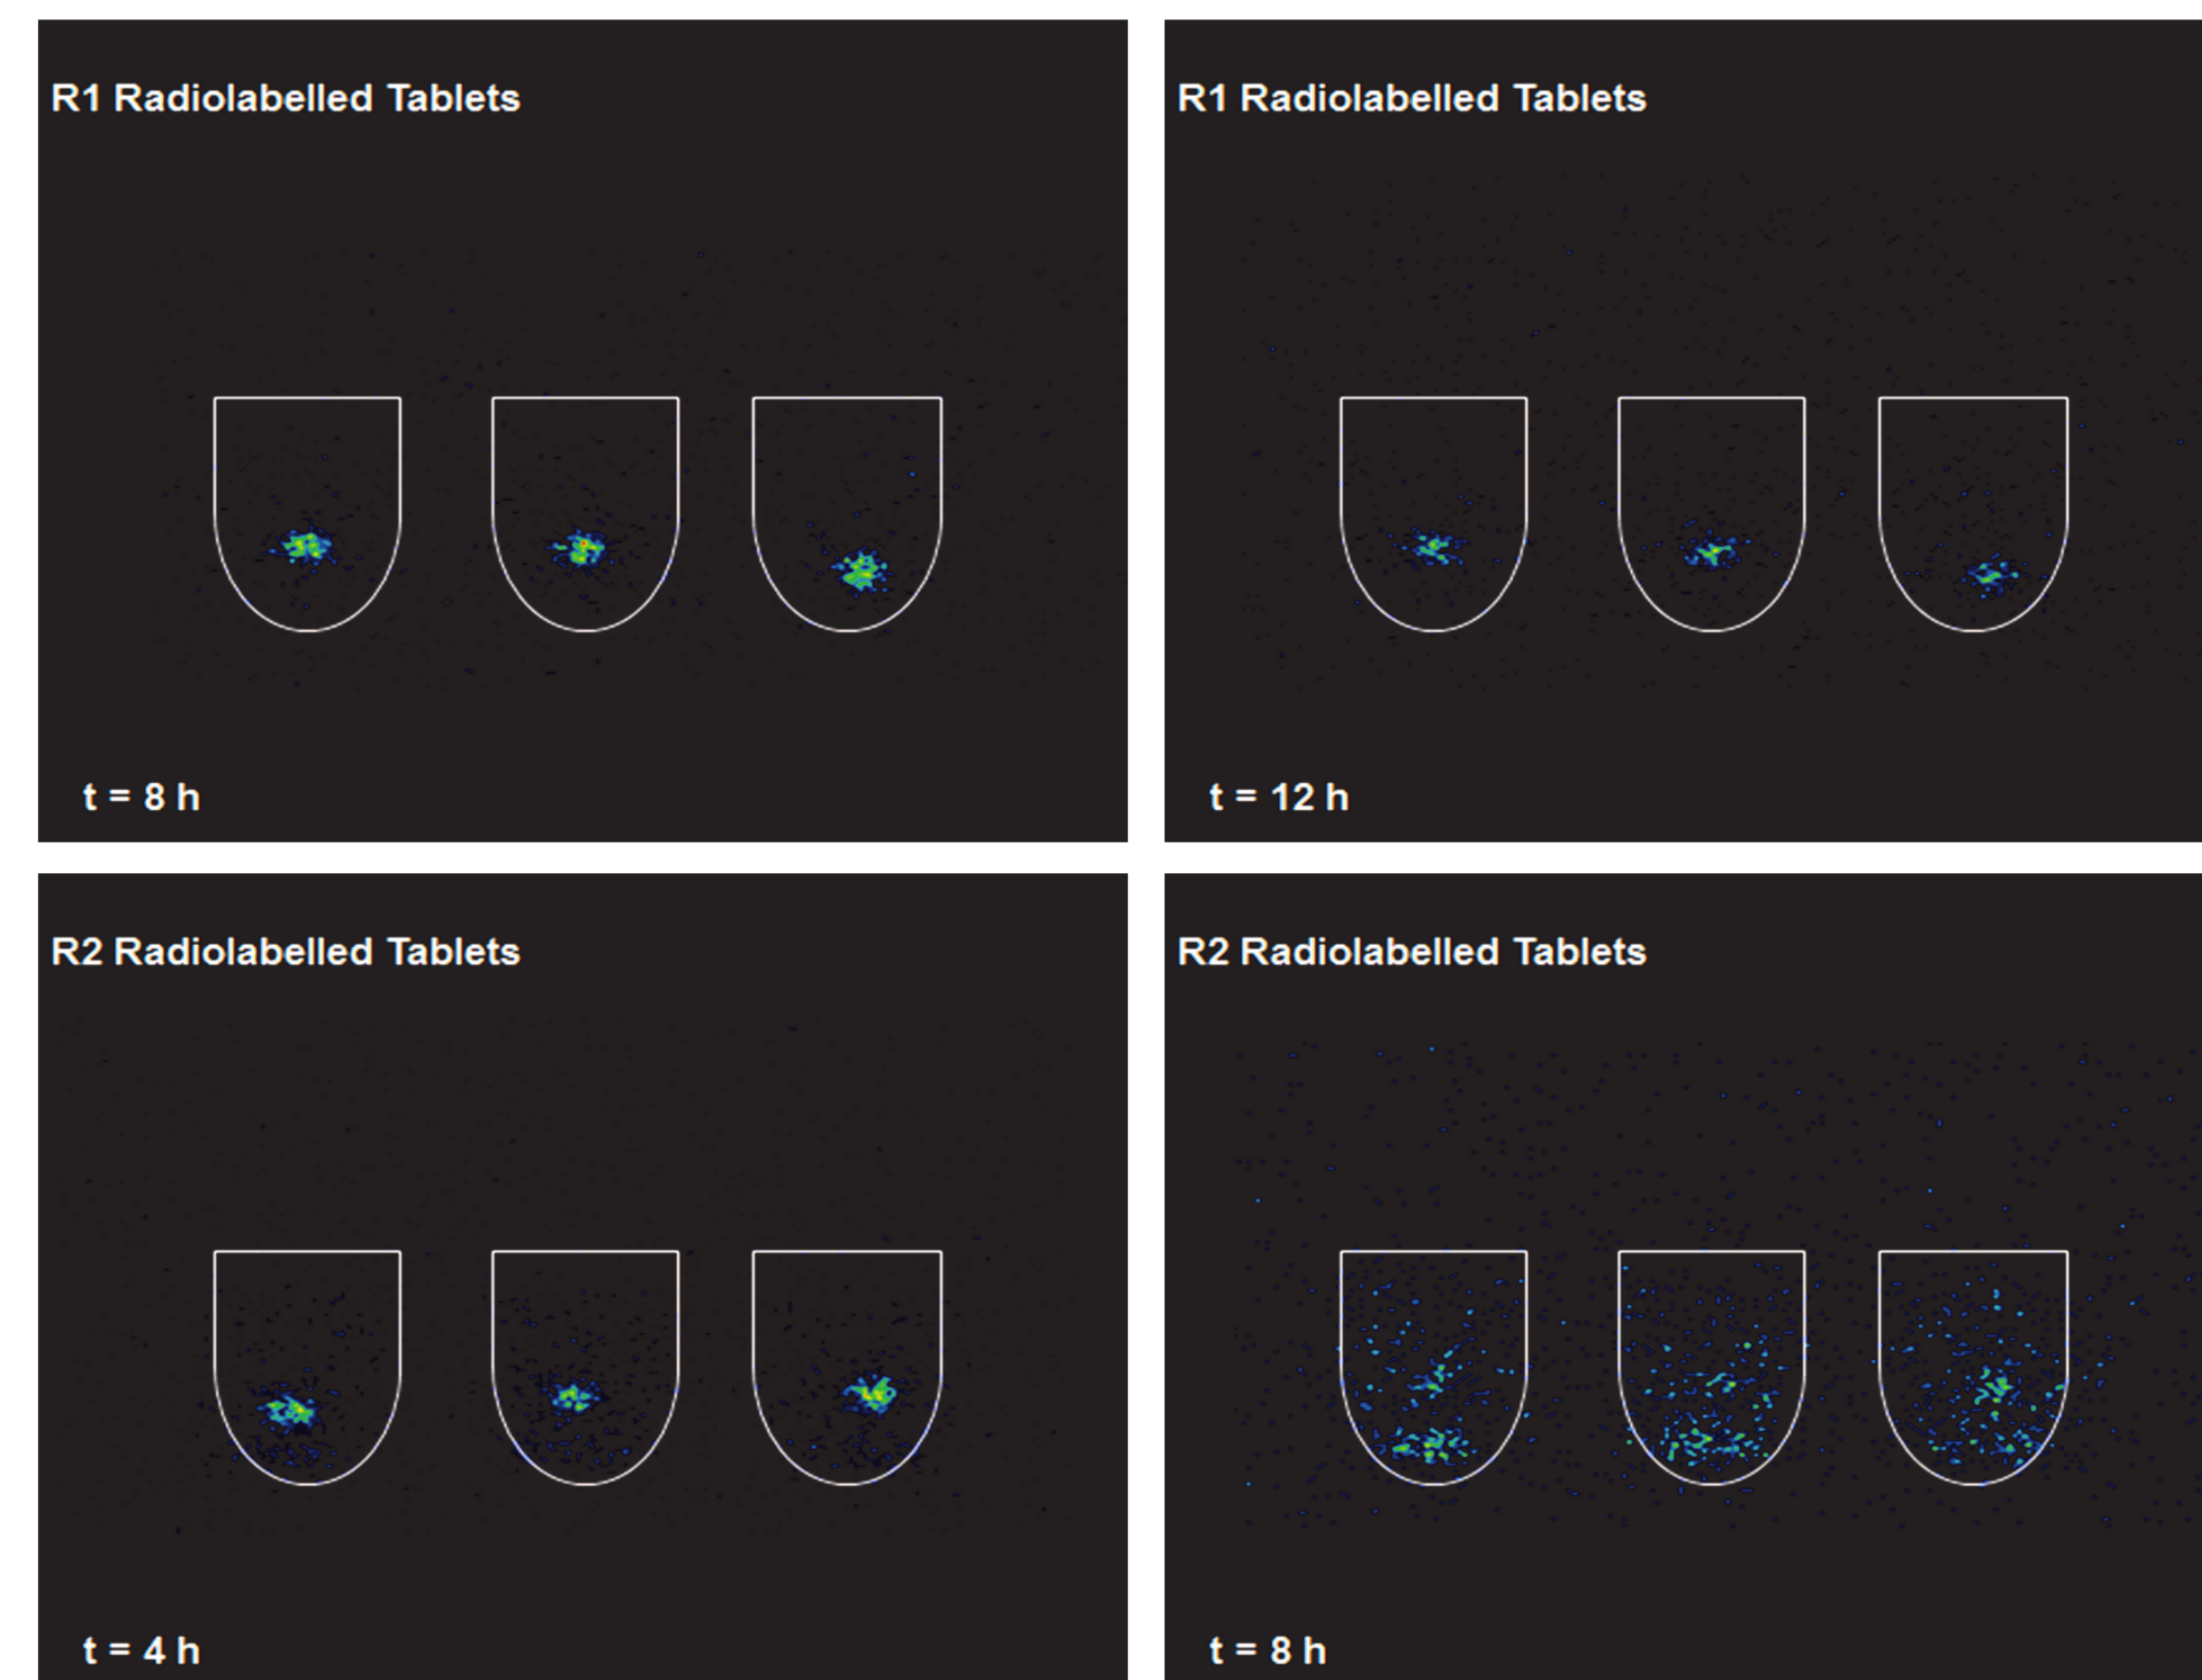 R1 Radiolabelled Tablets
t = 8 h
R1 Radiolabelled Tablets
t = 12 h
R2 Radiolabelled Tablets
t = 4 h
R2 Radiolabelled Tablets
t = 8 h